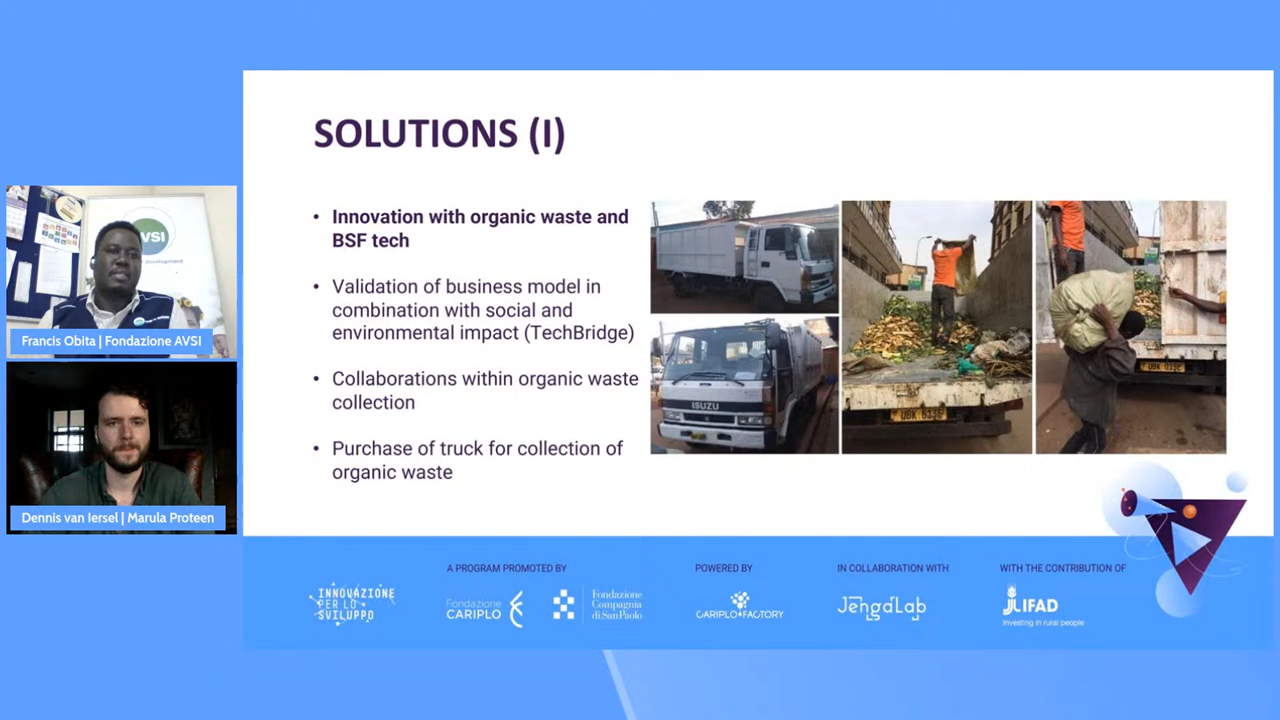 SOLUTIONS (I)
• Innovation with organic waste and
BSF tech
• Validation of business model in
combination with social and
environmental impact (TechBridge)
• Collaborations within organic waste
collection
• Purchase of truck for collection of
organic waste
ISUZU
Francis Obita | Fondazione AVSI
Dennis van Iersel | Marula Proteen
A PROGRAM PROMOTED BY
POWERED BY
IN COLLABORATION WITH
WITH THE CONTRIBUTION OF
INNOVAZIONE
PER LO
SVILUPPO
Fondazione
CARIPLO
Fondazione
Compagnia
di SanPaolo
CARIPLO FACTORY
JengaLab
JLIFAD
Investing in rural people